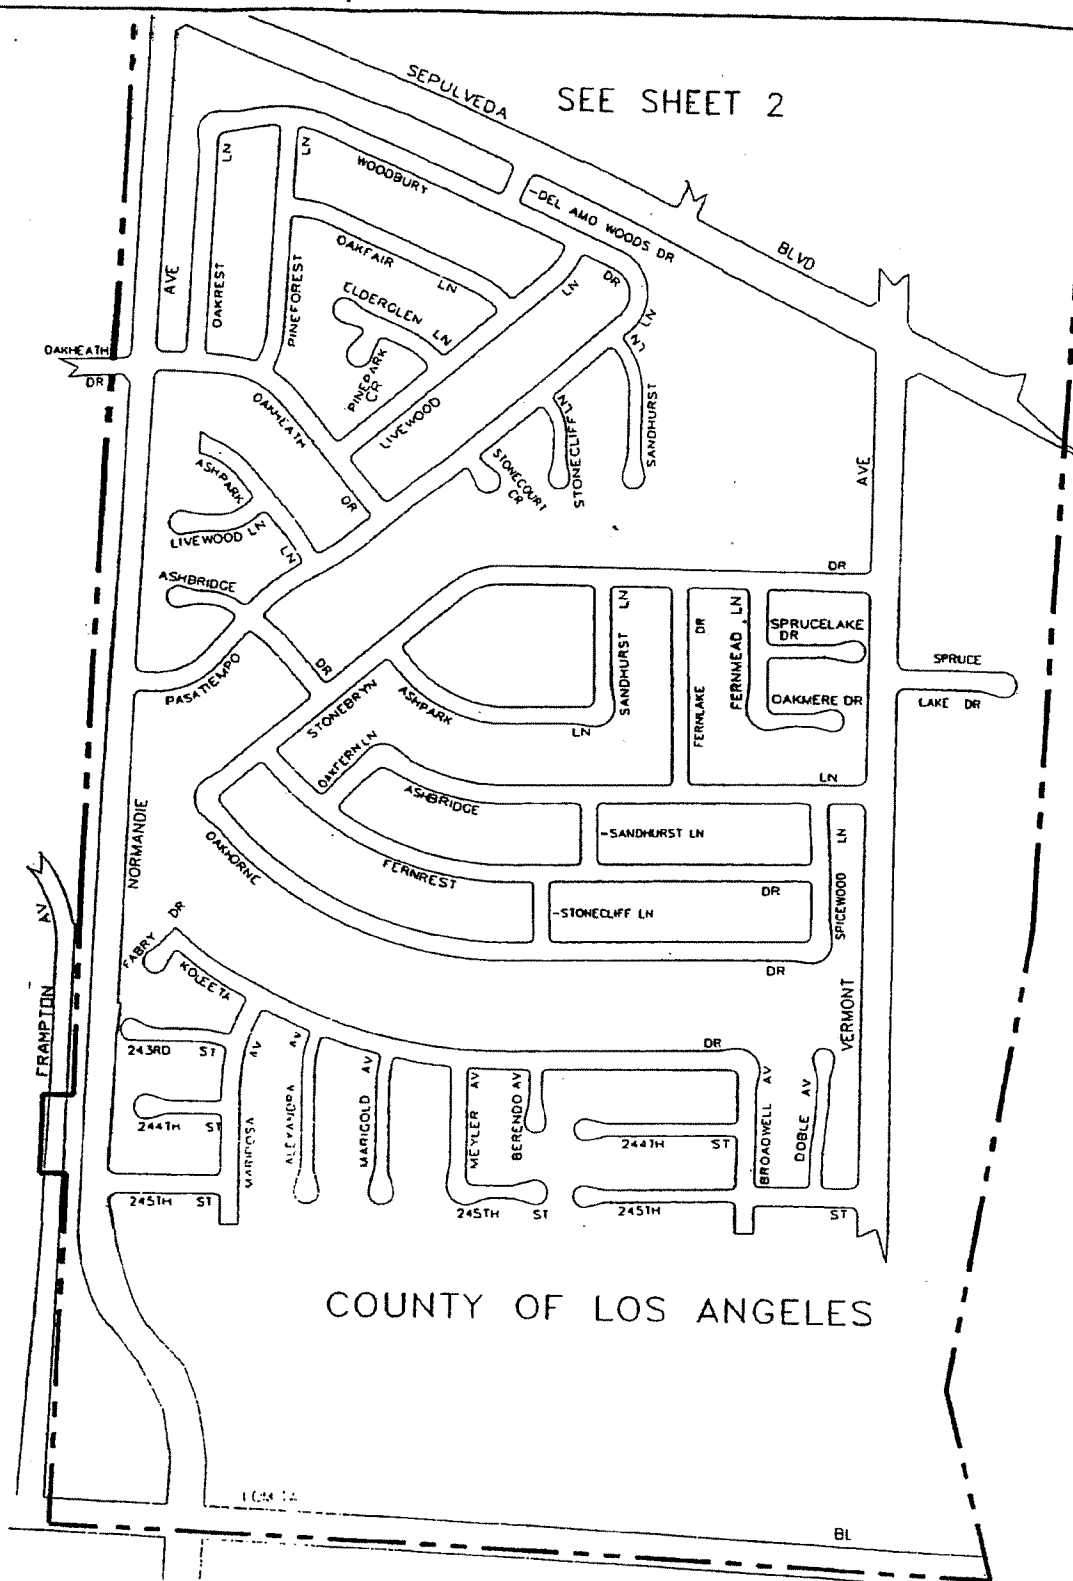 SEE SHEET 2
SEPULVEDA
BLVD
LN
LN
WOODBURY
-DEL AMO WOODS DR
OAKFAIR
LN
DR
LN
LN
LN
AVE
OAKREST
PINEFOREST
ELDERGLEN LN
PINEPARK
CR
OAKHEATH
DR
OAKHEATH
DR
LIVEWOOD
SANDHURST
STONECLIFF LN
STONECOURT
CR
AVE
ASHPARK
LIVEWOOD LN
LN
ASHBRIDGE
DR
DR
PASATIEMPO
STONEBRYN
ASHPARK
LN
SANDHURST LN
FERNLAKE DR
FERNMEAD LN
SPRUCELAKE
DR
OAKMERE DR
SPRUCE
LAKE DR
OAKFERN LN
LN
ASHBRIDGE
-SANDHURST LN
NORMANDIE
OAKHORNE
FERNREST
DR
SPICEWOOD LN
-STONECLIFF LN
DR
FABRY DR
KOLEETA
VERMONT
FRAMPTON AV
243RD ST
DR
244TH ST
MARIPOSA AV
ALEXANDRA AV
MARIGOLD AV
MEYLER AV
BERENDO AV
244TH ST
BROADWELL AV
DOBLE AV
245TH ST
245TH ST
245TH ST
COUNTY OF LOS ANGELES
LOMITA
BL